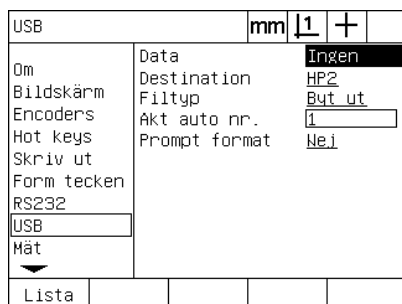 USB mm 1
Om
Bildskärm
Encoders
Hot keys
Skriv ut
Form tecken
RS232
USB
Mät
Data Ingen
Destination HP2
Filtyp Byt ut
Akt auto nr. 1
Prompt format Nej
Lista